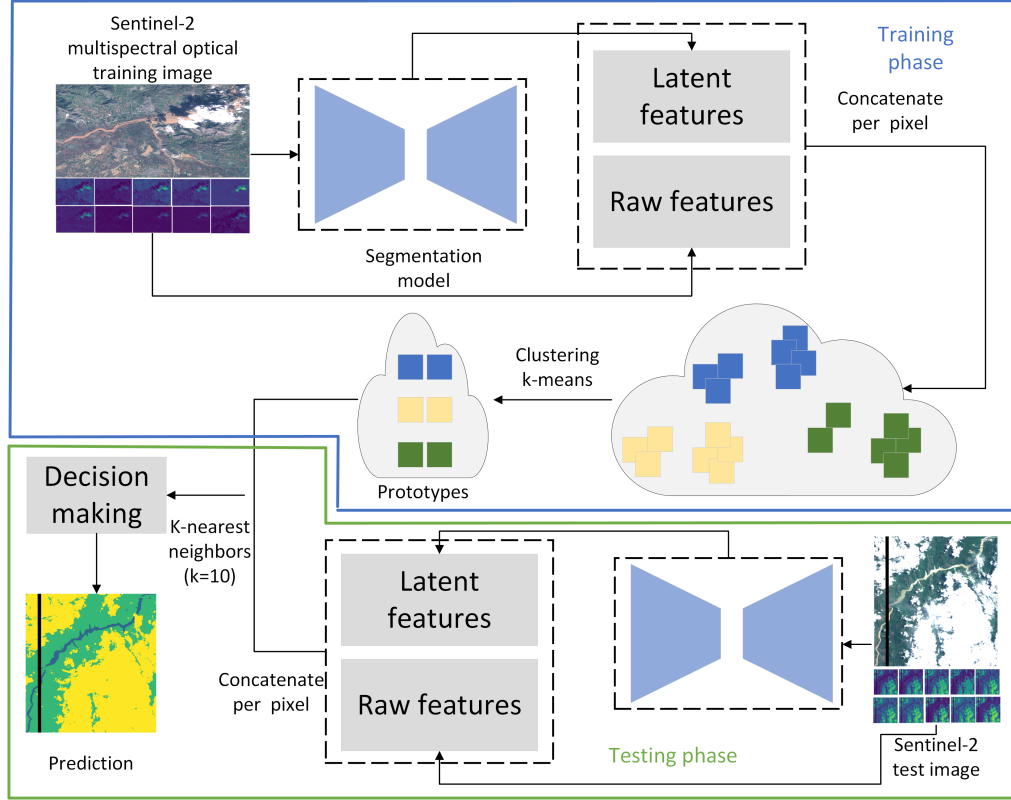 Sentinel-2
multispectral optical
training image
Latent
features
Raw features
Training
phase
Concatenate
per pixel
Segmentation
model
Clustering
k-means
Prototypes
Decision
making
K-nearest
neighbors
(k=10)
Latent
features
Raw features
Concatenate
per pixel
Prediction
Testing phase
Sentinel-2
test image